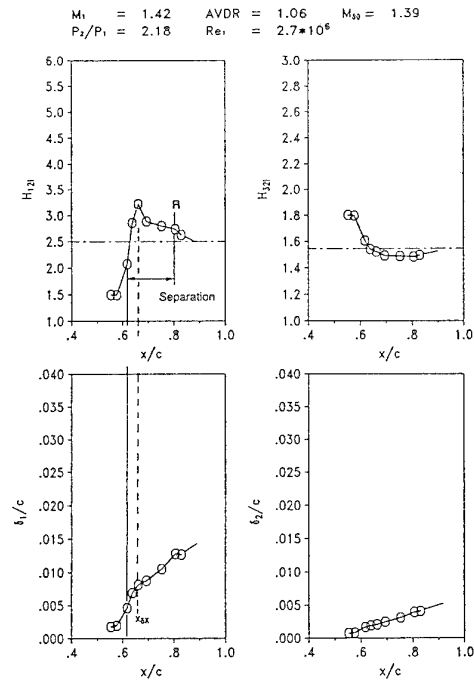 M₁ = 1.42 AVDR = 1.06 M_SQ = 1.39
P₂/P₁ = 2.18 Re₁ = 2.7*10⁶
6.0 5.5 5.0 4.5 4.0 3.5 3.0 2.5 2.0 1.5 1.0
H₁₂ᵢ
R
Separation
.4 .6 .8 1.0
x/c
3.0 2.8 2.6 2.4 2.2 2.0 1.8 1.6 1.4 1.2 1.0
H₃₂ᵢ
.4 .6 .8 1.0
x/c
.040 .035 .030 .025 .020 .015 .010 .005 .000
δ₁/c
.4 .6 .8 1.0
x/c
.040 .035 .030 .025 .020 .015 .010 .005 .000
δ₂/c
.4 .6 .8 1.0
x/c